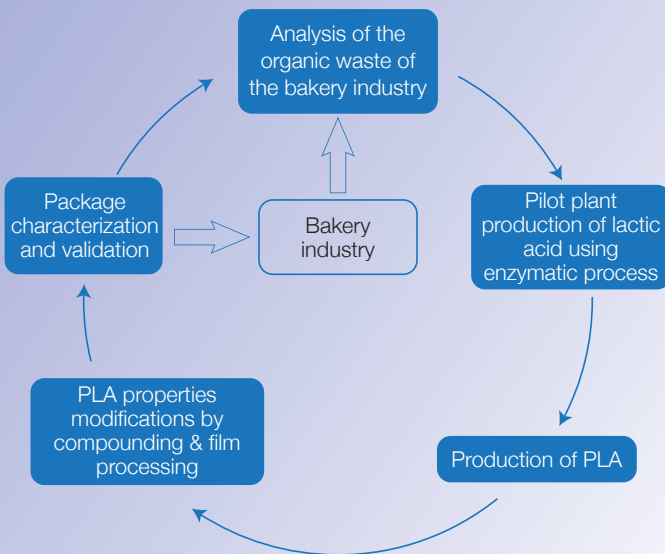 Analysis of the
organic waste of
the bakery industry
Package
characterization
and validation
Bakery
industry
Pilot plant
production of lactic
acid using
enzymatic process
PLA properties
modifications by
compounding & film
processing
Production of PLA